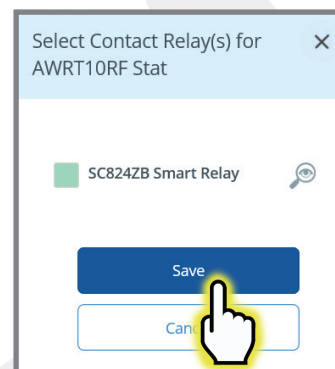 Select Contact Relay(s) for
AWRT10RF Stat
SC824ZB Smart Relay
Save